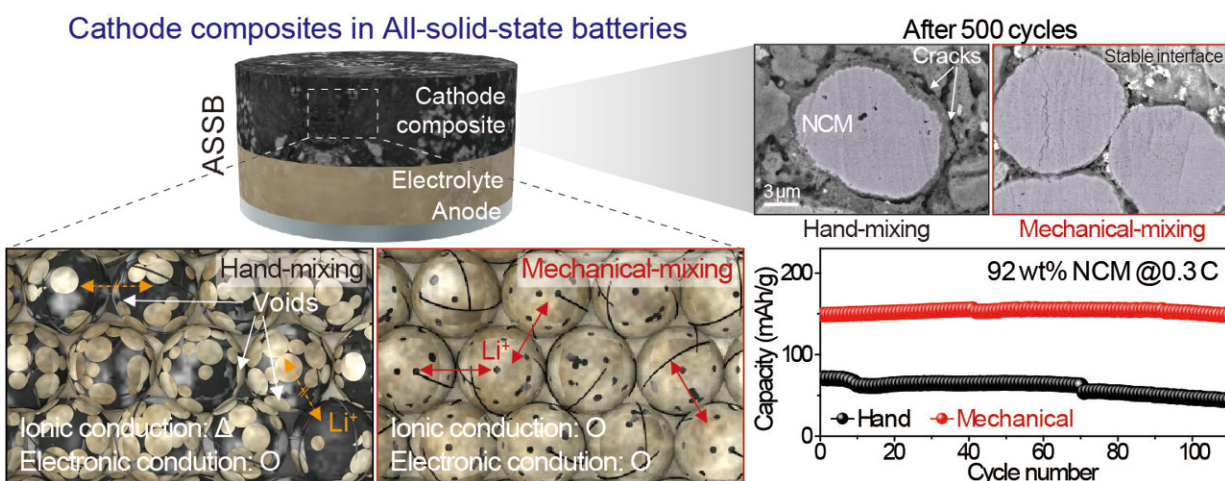 Cathode composites in All-solid-state batteries
ASSB
Cathode
composite
Electrolyte
Anode
After 500 cycles
Cracks
NCM
3 μm
Stable interface
Hand-mixing
Mechanical-mixing
Hand-mixing
Voids
Li⁺
Ionic conduction: Δ
Electronic condution: O
Mechanical-mixing
Li⁺
Ionic conduction: O
Electronic condution: O
92 wt% NCM @0.3 C
Capacity (mAh/g)
200
100
0
Hand
Mechanical
0 20 40 60 80 100
Cycle number